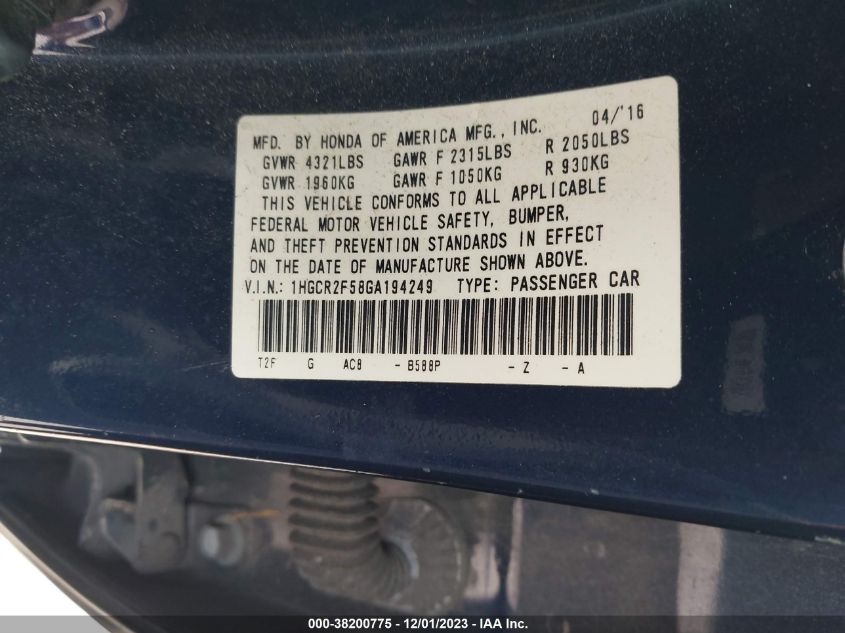 04/'16
MFD. BY HONDA OF AMERICA MFG., INC.
GVWR 4321LBS GAWR F 2315LBS R 2050LBS
GVWR 1960KG GAWR F 1050KG R 930KG
THIS VEHICLE CONFORMS TO ALL APPLICABLE
FEDERAL MOTOR VEHICLE SAFETY, BUMPER,
AND THEFT PREVENTION STANDARDS IN EFFECT
ON THE DATE OF MANUFACTURE SHOWN ABOVE.
V.I.N.: 1HGCR2F58GA194249 TYPE: PASSENGER CAR
T2F G AC8 - B588P - Z - A
000-38200775 - 12/01/2023 - IAA Inc.